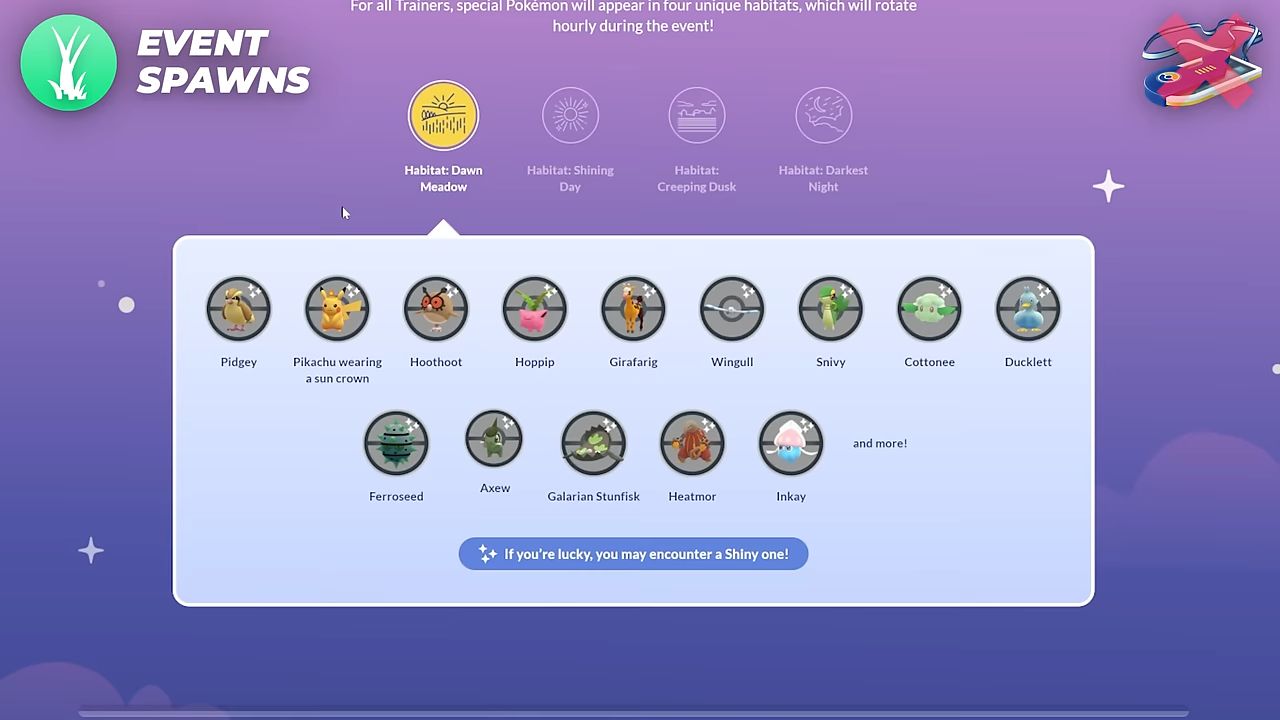 For all Trainers, special Pokémon will appear in four unique habitats, which will rotate
hourly during the event!
EVENT
SPAWNS
Habitat: Dawn
Meadow
Habitat: Shining
Day
Habitat:
Creeping Dusk
Habitat: Darkest
Night
Pidgey
Pikachu wearing
a sun crown
Hoothoot
Hoppip
Girafarig
Wingull
Snivy
Cottonee
Ducklett
Ferroseed
Axew
Galarian Stunfisk
Heatmor
Inkay
and more!
If you're lucky, you may encounter a Shiny one!